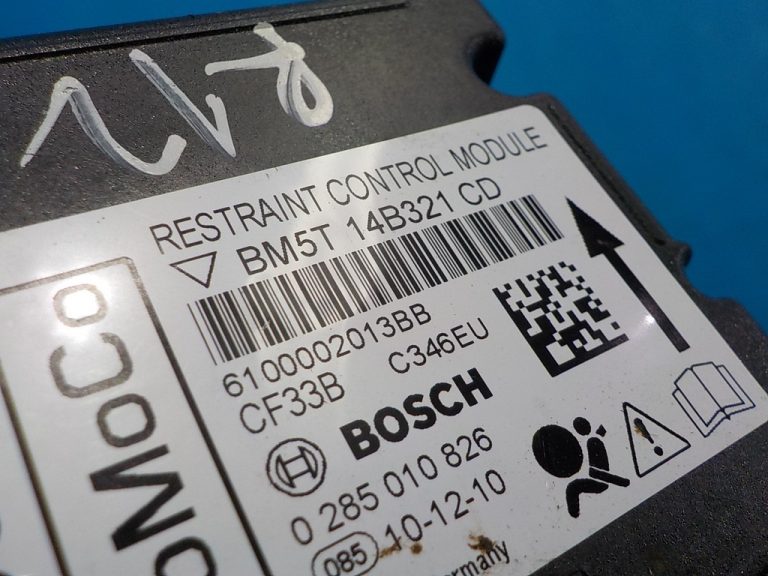 RESTRAINT CONTROL MODULE
BM5T 14B321 CD
6100002013BB
CF33B C346EU
BOSCH
0 285 010 826
085 10-12-10
ermany
oMoCo